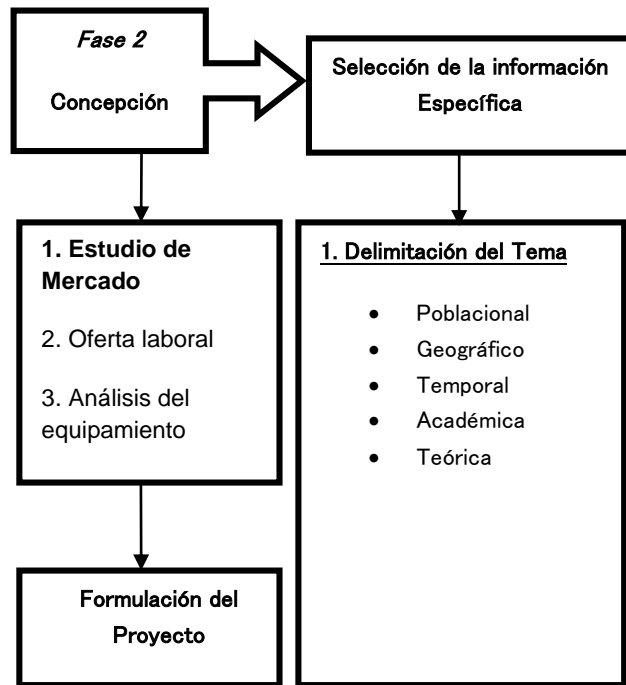 Fase 2
Concepción
Selección de la información
Específica
1. Estudio de
Mercado
2. Oferta laboral
3. Análisis del
equipamiento
1. Delimitación del Tema
• Poblacional
• Geográfico
• Temporal
• Académica
• Teórica
Formulación del
Proyecto